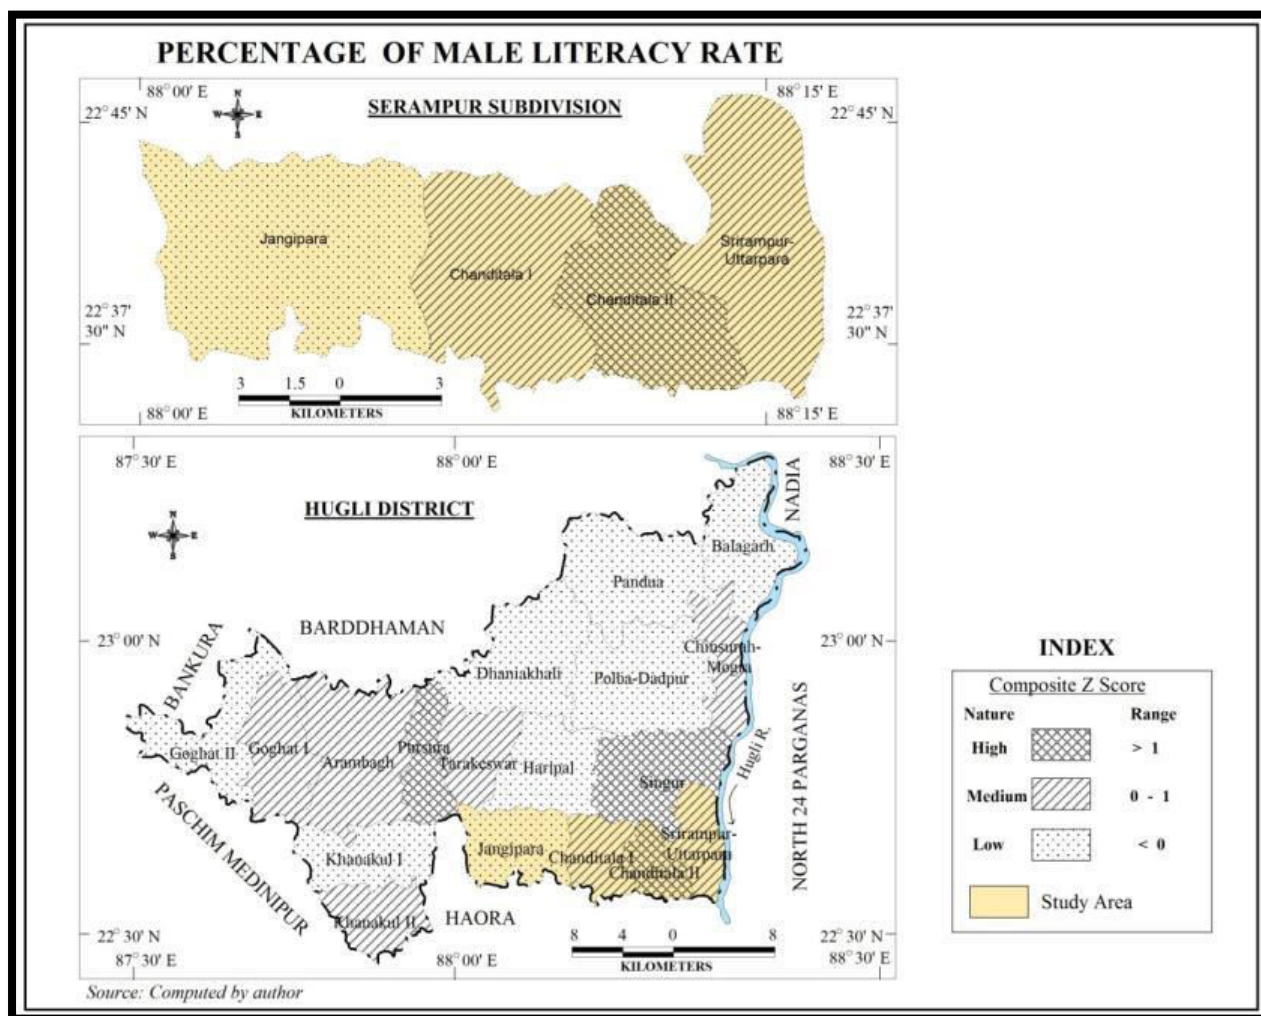 PERCENTAGE OF MALE LITERACY RATE
88° 00' E
88° 15' E
22° 45' N
N
W E
S
SERAMPUR SUBDIVISION
22° 45' N
Jangipara
Chanditala I
Chanditala II
Srirampur-
Uttarpara
22° 37'
30" N
22° 37'
30" N
3 1.5 0 3
KILOMETERS
88° 00' E
88° 15' E
87° 30' E
88° 00' E
88° 30' E
NADIA
HUGLI DISTRICT
N
W E
S
Balagarh
Pandua
BARDDHAMAN
BANKURA
23° 00' N
23° 00' N
Chinsurah-
Mogra
Dhaniakhali
Polba-Dadpur
Goghat II
Goghat I
Arambagh
Pursura
Tarakeswar
Haripal
Singur
Hugli R.
NORTH 24 PARGANAS
PASCHIM MEDINIPUR
Khanakul I
Jangipara
Chanditala I
Chanditala II
Srirampur-
Uttarpara
Khanakul II
HAORA
22° 30' N
22° 30' N
87° 30' E
88° 00' E
88° 30' E
8 4 0 8
KILOMETERS
Source: Computed by author
INDEX
Composite Z Score
Nature Range
High > 1
Medium 0 - 1
Low < 0
Study Area